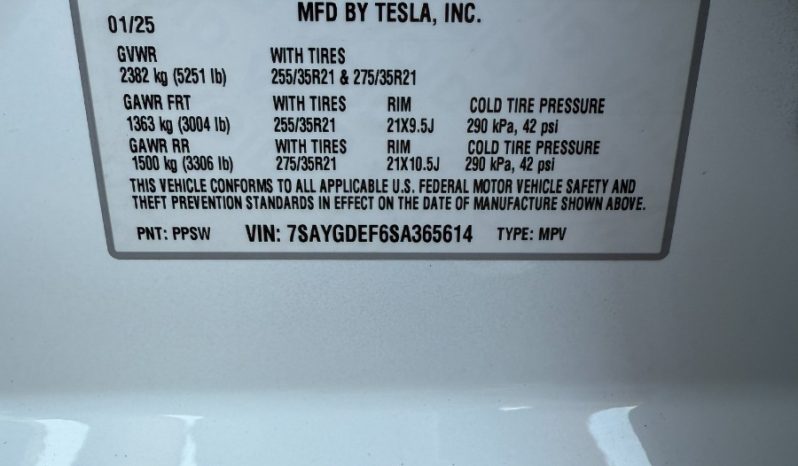 MFD BY TESLA, INC.
01/25
GVWR WITH TIRES
2382 kg (5251 lb) 255/35R21 & 275/35R21
GAWR FRT WITH TIRES RIM COLD TIRE PRESSURE
1363 kg (3004 lb) 255/35R21 21X9.5J 290 kPa, 42 psi
GAWR RR WITH TIRES RIM COLD TIRE PRESSURE
1500 kg (3306 lb) 275/35R21 21X10.5J 290 kPa, 42 psi
THIS VEHICLE CONFORMS TO ALL APPLICABLE U.S. FEDERAL MOTOR VEHICLE SAFETY AND
THEFT PREVENTION STANDARDS IN EFFECT ON THE DATE OF MANUFACTURE SHOWN ABOVE.
PNT: PPSW VIN: 7SAYGDEF6SA365614 TYPE: MPV